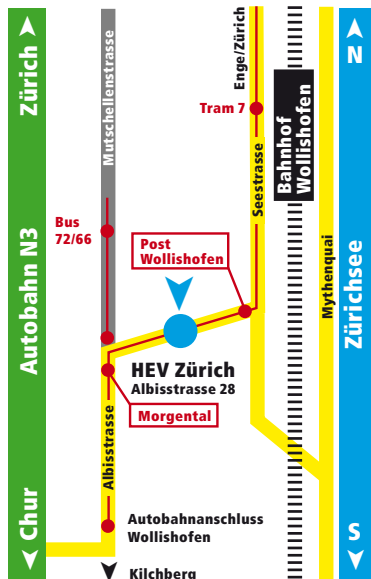 Zürich
Autobahn N3
Chur
Mutschellenstrasse
Enge/Zürich
Tram 7
Seestrasse
Bahnhof
Wollishofen
N
Zürichsee
S
Mythenquai
Bus
72/66
Post
Wollishofen
HEV Zürich
Albisstrasse 28
Morgental
Albisstrasse
Autobahnanschluss
Wollishofen
Kilchberg